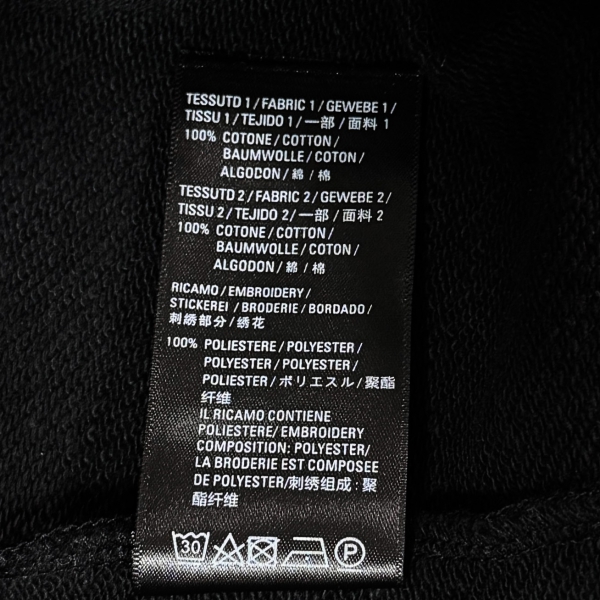 TESSUTD 1 / FABRIC 1 / GEWEBE 1 /
TISSU 1 / TEJIDO 1 / 一部 / 面料 1
100% COTONE / COTTON /
BAUMWOLLE / COTON /
ALGODON / 綿 / 棉
TESSUTD 2 / FABRIC 2 / GEWEBE 2 /
TISSU 2 / TEJIDO 2 / 一部 / 面料 2
100% COTONE / COTTON /
BAUMWOLLE / COTON /
ALGODON / 綿 / 棉
RICAMO / EMBROIDERY /
STICKEREI / BRODERIE / BORDADO /
刺绣部分 / 绣花
100% POLIESTERE / POLYESTER /
POLYESTER / POLYESTER /
POLIESTER / ポリエスル / 聚酯
纤维
IL RICAMO CONTIENE
POLIESTERE / EMBROIDERY
COMPOSITION: POLYESTER /
LA BRODERIE EST COMPOSEE
DE POLYESTER / 刺绣组成: 聚
酯纤维
30 P